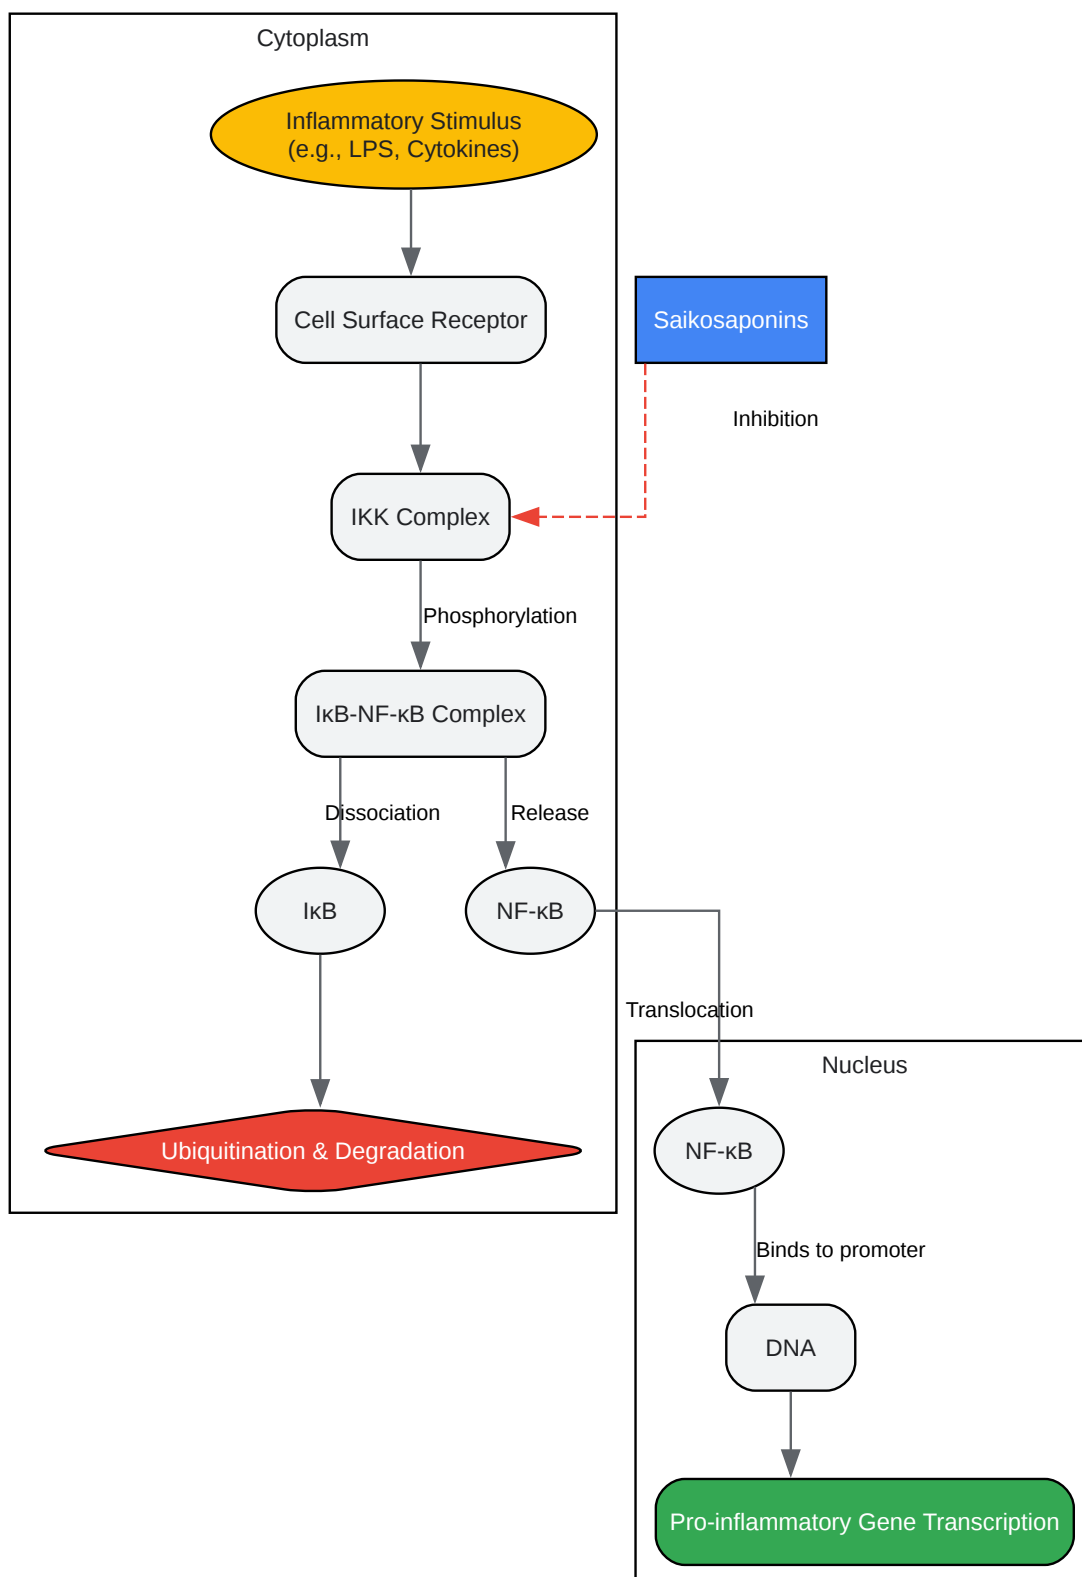 Cytoplasm
Inflammatory Stimulus
(e.g., LPS, Cytokines)
Cell Surface Receptor
Saikosaponins
Inhibition
IKK Complex
Phosphorylation
IκB-NF-κB Complex
Dissociation
Release
IκB
NF-κB
Translocation
Nucleus
Ubiquitination & Degradation
NF-κB
Binds to promoter
DNA
Pro-inflammatory Gene Transcription